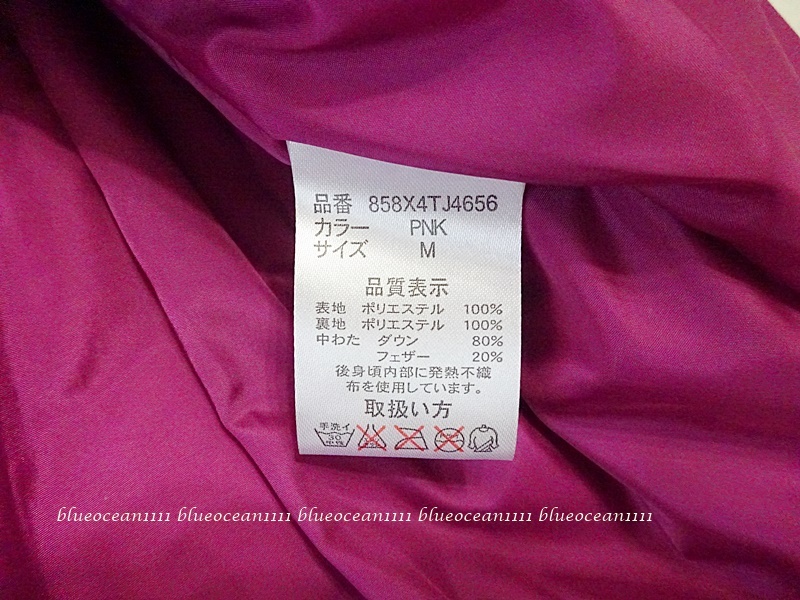 品番 858X4TJ4656
カラー PNK
サイズ M
品質表示
表地 ポリエステル 100%
裏地 ポリエステル 100%
中わた ダウン 80%
フェザー 20%
後身頃内部に発熱不織
布を使用しています。
取扱い方
手洗イ
30
中性
blueocean1111 blueocean1111 blueocean1111 blueocean1111 blueocean1111